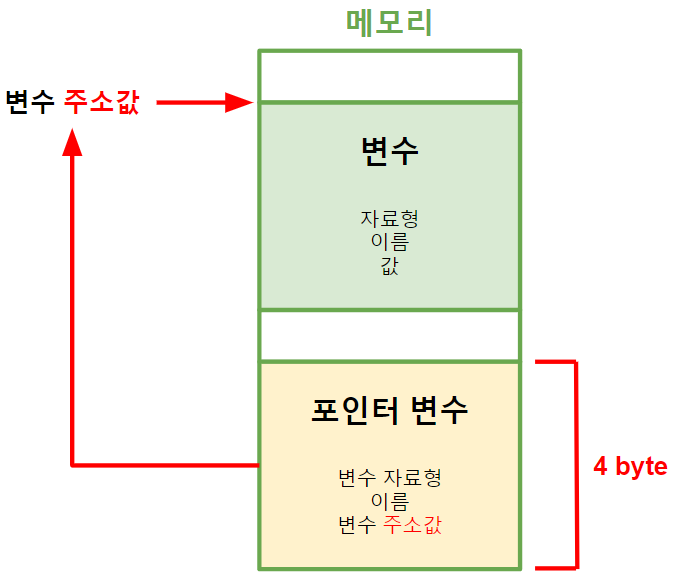 메모리
변수 주소값
변수
자료형
이름
값
포인터 변수
변수 자료형
이름
변수 주소값
4 byte